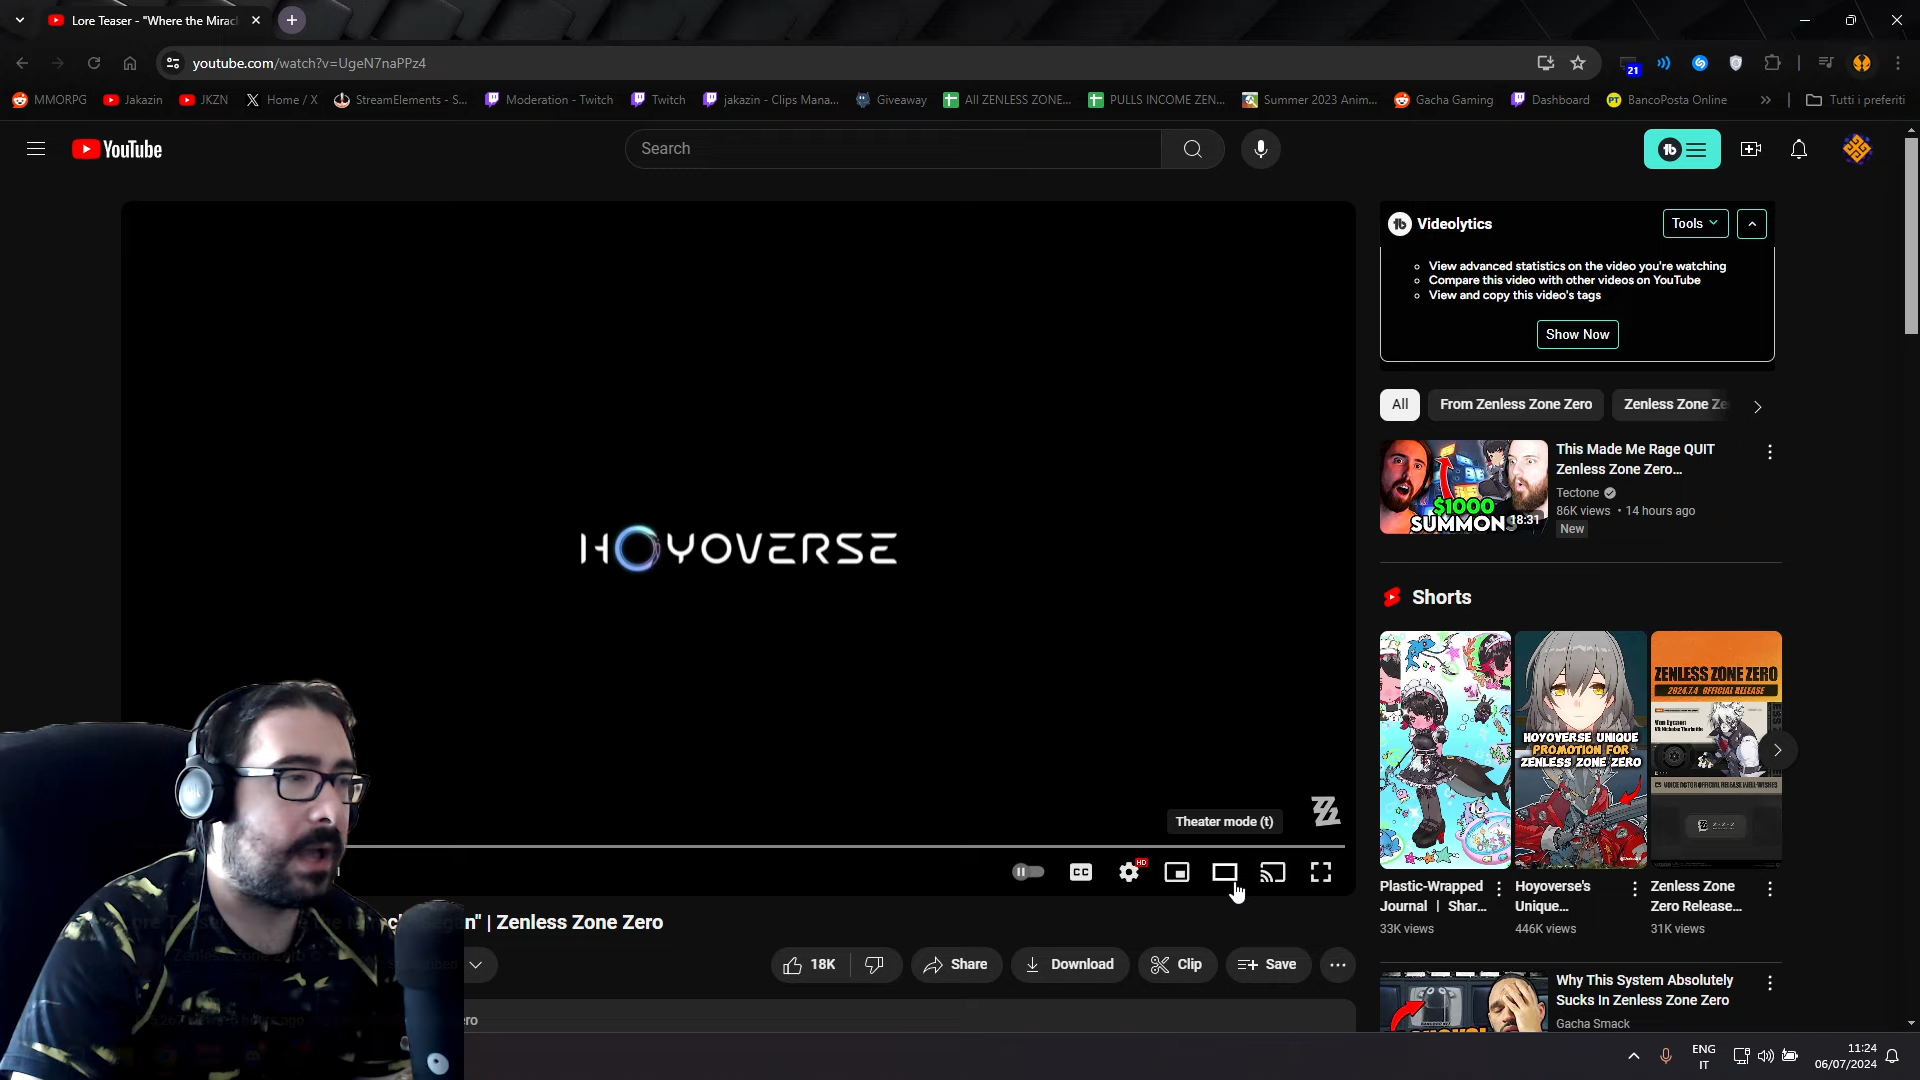 Lore Teaser - "Where the Mirac
youtube.com/watch?v=UgeN7naPPz4
21
MMORPG
Jakazin
JKZN
Home / X
StreamElements - S...
Moderation - Twitch
Twitch
jakazin - Clips Mana...
Giveaway
All ZENLESS ZONE...
PULLS INCOME ZEN...
Summer 2023 Anim...
Gacha Gaming
Dashboard
BancoPosta Online
Tutti i preferiti
YouTube
Search
Videolytics
Tools
View advanced statistics on the video you're watching
Compare this video with other videos on YouTube
View and copy this video's tags
Show Now
HOYOVERSE
All
From Zenless Zone Zero
Zenless Zone Ze
$1000
SUMMONS
18:31
This Made Me Rage QUIT
Zenless Zone Zero...
Tectone
86K views • 14 hours ago
New
Shorts
HOYOVERSE UNIQUE
PROMOTION FOR
ZENLESS ZONE ZERO
ZENLESS ZONE ZERO
2024.7.4 OFFICIAL RELEASE
Von Lycaon
Theater mode (t)
CC
HD
Plastic-Wrapped
Journal | Shar...
33K views
Hoyoverse's
Unique...
446K views
Zenless Zone
Zero Release...
31K views
" | Zenless Zone Zero
18K
Share
Download
Clip
Save
Why This System Absolutely
Sucks In Zenless Zone Zero
Gacha Smack
ENG
IT
11:24
06/07/2024